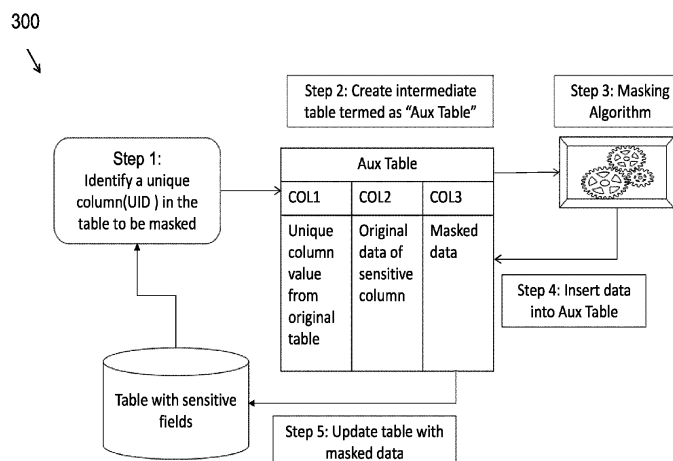 300
Step 2: Create intermediate
table termed as “Aux Table”
Step 3: Masking
Algorithm
Step 1:
Identify a unique
column(UID ) in the
table to be masked
Aux Table
COL1 COL2 COL3
Unique
column
value
from
original
table
Original
data of
sensitive
column
Masked
data
Step 4: Insert data
into Aux Table
Table with sensitive
fields
Step 5: Update table with
masked data